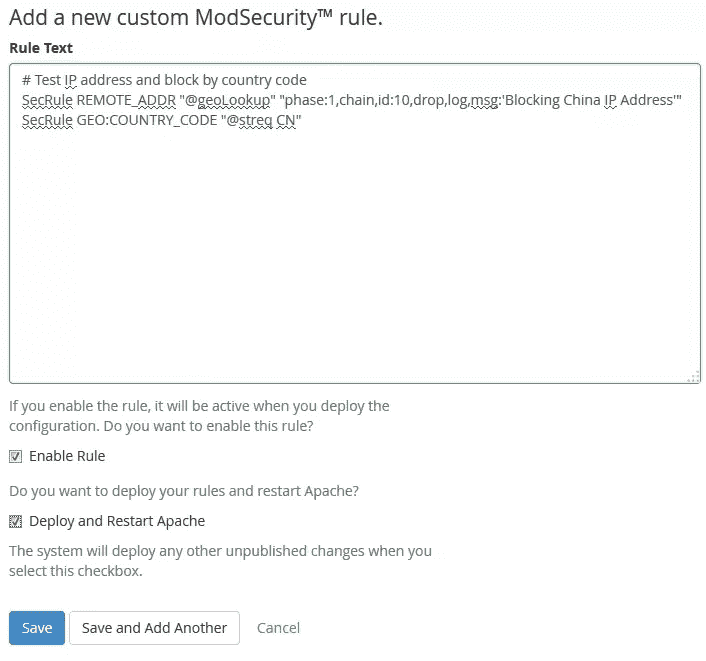 Add a new custom ModSecurity™ rule.
Rule Text
# Test IP address and block by country code
SecRule REMOTE_ADDR "@geoLookup" "phase:1,chain,id:10,drop,log,msg:'Blocking China IP Address'"
SecRule GEO:COUNTRY_CODE "@streq CN"
If you enable the rule, it will be active when you deploy the
configuration. Do you want to enable this rule?
Enable Rule
Do you want to deploy your rules and restart Apache?
Deploy and Restart Apache
The system will deploy any other unpublished changes when you
select this checkbox.
Save Save and Add Another Cancel